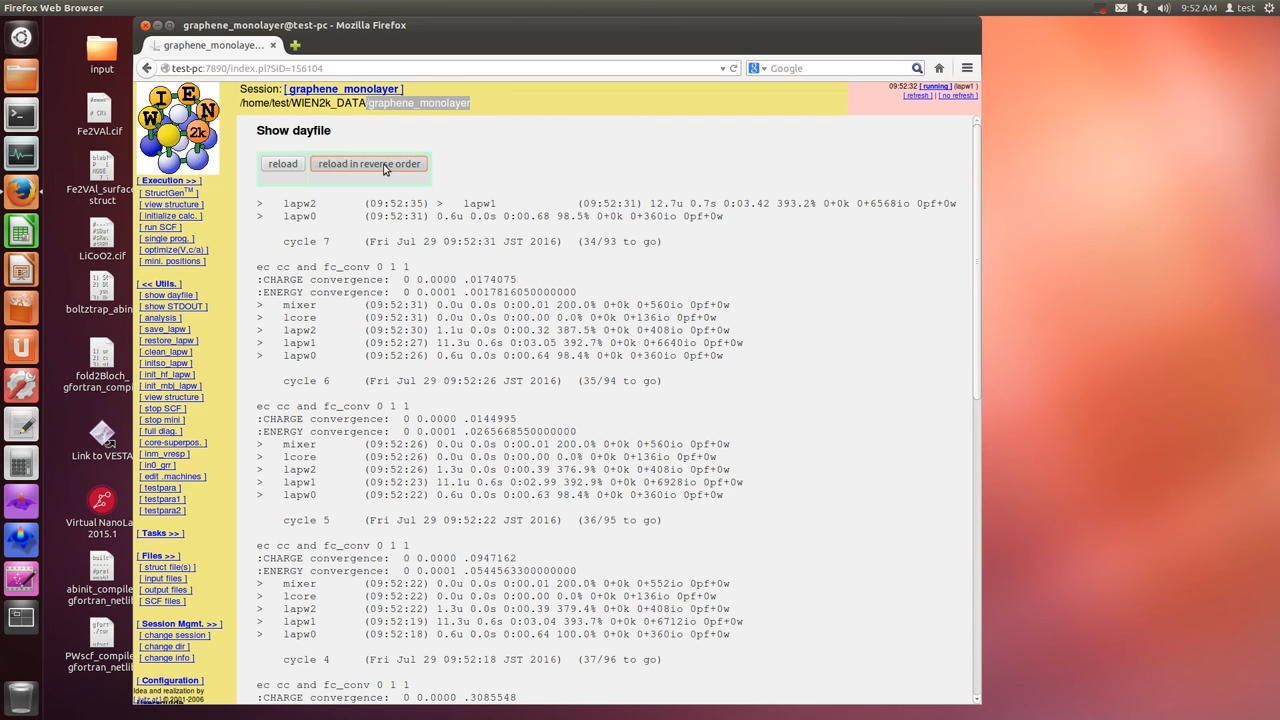 Firefox Web Browser
9:52 AM
test
graphene_monolayer@test-pc - Mozilla Firefox
graphene_monolaye...
test-pc:7890/index.pl?SID=156104
Google
input
Fe2VAl.cif
Fe2VAl_surface
struct
LiCoO2.cif
boltztrap_abin
fold2Bloch_
gfortran_compi
Link to VESTA
Virtual NanoLa
2015.1
abinit_compile
gfortran_netlib
PWscf_compile
gfortran_netlib
W I E N 2k
Session: [ graphene_monolayer ]
/home/test/WIEN2k_DATA/graphene_monolayer
09:52:32 [ running ] (lapw1 )
[ refresh ] | [ no refresh ]
[ Execution >> ]
[ StructGen™ ]
[ view structure ]
[ initialize calc. ]
[ run SCF ]
[ single prog. ]
[ optimize(V,c/a) ]
[ mini. positions ]
[ << Utils. ]
[ show dayfile ]
[ show STDOUT ]
[ analysis ]
[ save_lapw ]
[ restore_lapw ]
[ clean_lapw ]
[ initso_lapw ]
[ init_hf_lapw ]
[ init_mbj_lapw ]
[ view structure ]
[ stop SCF ]
[ stop mini ]
[ full diag. ]
[ core-superpos. ]
[ inm_vresp ]
[ in0_grr ]
[ edit .machines ]
[ testpara ]
[ testpara1 ]
[ testpara2 ]
[ Tasks >> ]
[ Files >> ]
[ struct file(s) ]
[ input files ]
[ output files ]
[ SCF files ]
[ Session Mgmt. >> ]
[ change session ]
[ change dir ]
[ change info ]
[ Configuration ]
Idea and realization by
© 2001-2006
Show dayfile
reload
reload in reverse order
> lapw2 (09:52:35) > lapw1 (09:52:31) 12.7u 0.7s 0:03.42 393.2% 0+0k 0+6568io 0pf+0w
> lapw0 (09:52:31) 0.6u 0.0s 0:00.68 98.5% 0+0k 0+360io 0pf+0w
cycle 7 (Fri Jul 29 09:52:31 JST 2016) (34/93 to go)
ec cc and fc_conv 0 1 1
:CHARGE convergence: 0 0.0000 .0174075
:ENERGY convergence: 0 0.0001 .0017816050000000
> mixer (09:52:31) 0.0u 0.0s 0:00.01 200.0% 0+0k 0+560io 0pf+0w
> lcore (09:52:31) 0.0u 0.0s 0:00.00 0.0% 0+0k 0+136io 0pf+0w
> lapw2 (09:52:30) 1.1u 0.0s 0:00.32 387.5% 0+0k 0+408io 0pf+0w
> lapw1 (09:52:27) 11.3u 0.6s 0:03.05 392.7% 0+0k 0+6640io 0pf+0w
> lapw0 (09:52:26) 0.6u 0.0s 0:00.64 98.4% 0+0k 0+360io 0pf+0w
cycle 6 (Fri Jul 29 09:52:26 JST 2016) (35/94 to go)
ec cc and fc_conv 0 1 1
:CHARGE convergence: 0 0.0000 .0144995
:ENERGY convergence: 0 0.0001 .0265668550000000
> mixer (09:52:26) 0.0u 0.0s 0:00.01 200.0% 0+0k 0+560io 0pf+0w
> lcore (09:52:26) 0.0u 0.0s 0:00.00 0.0% 0+0k 0+136io 0pf+0w
> lapw2 (09:52:26) 1.3u 0.0s 0:00.39 376.9% 0+0k 0+408io 0pf+0w
> lapw1 (09:52:23) 11.1u 0.6s 0:02.99 392.9% 0+0k 0+6928io 0pf+0w
> lapw0 (09:52:22) 0.6u 0.0s 0:00.63 98.4% 0+0k 0+360io 0pf+0w
cycle 5 (Fri Jul 29 09:52:22 JST 2016) (36/95 to go)
ec cc and fc_conv 0 1 1
:CHARGE convergence: 0 0.0000 .0947162
:ENERGY convergence: 0 0.0001 .0544563300000000
> mixer (09:52:22) 0.0u 0.0s 0:00.01 200.0% 0+0k 0+552io 0pf+0w
> lcore (09:52:22) 0.0u 0.0s 0:00.00 0.0% 0+0k 0+136io 0pf+0w
> lapw2 (09:52:22) 1.3u 0.0s 0:00.39 379.4% 0+0k 0+408io 0pf+0w
> lapw1 (09:52:19) 11.3u 0.6s 0:03.04 393.7% 0+0k 0+6712io 0pf+0w
> lapw0 (09:52:18) 0.6u 0.0s 0:00.64 100.0% 0+0k 0+360io 0pf+0w
cycle 4 (Fri Jul 29 09:52:18 JST 2016) (37/96 to go)
ec cc and fc_conv 0 1 1
:CHARGE convergence: 0 0.0000 .3085548